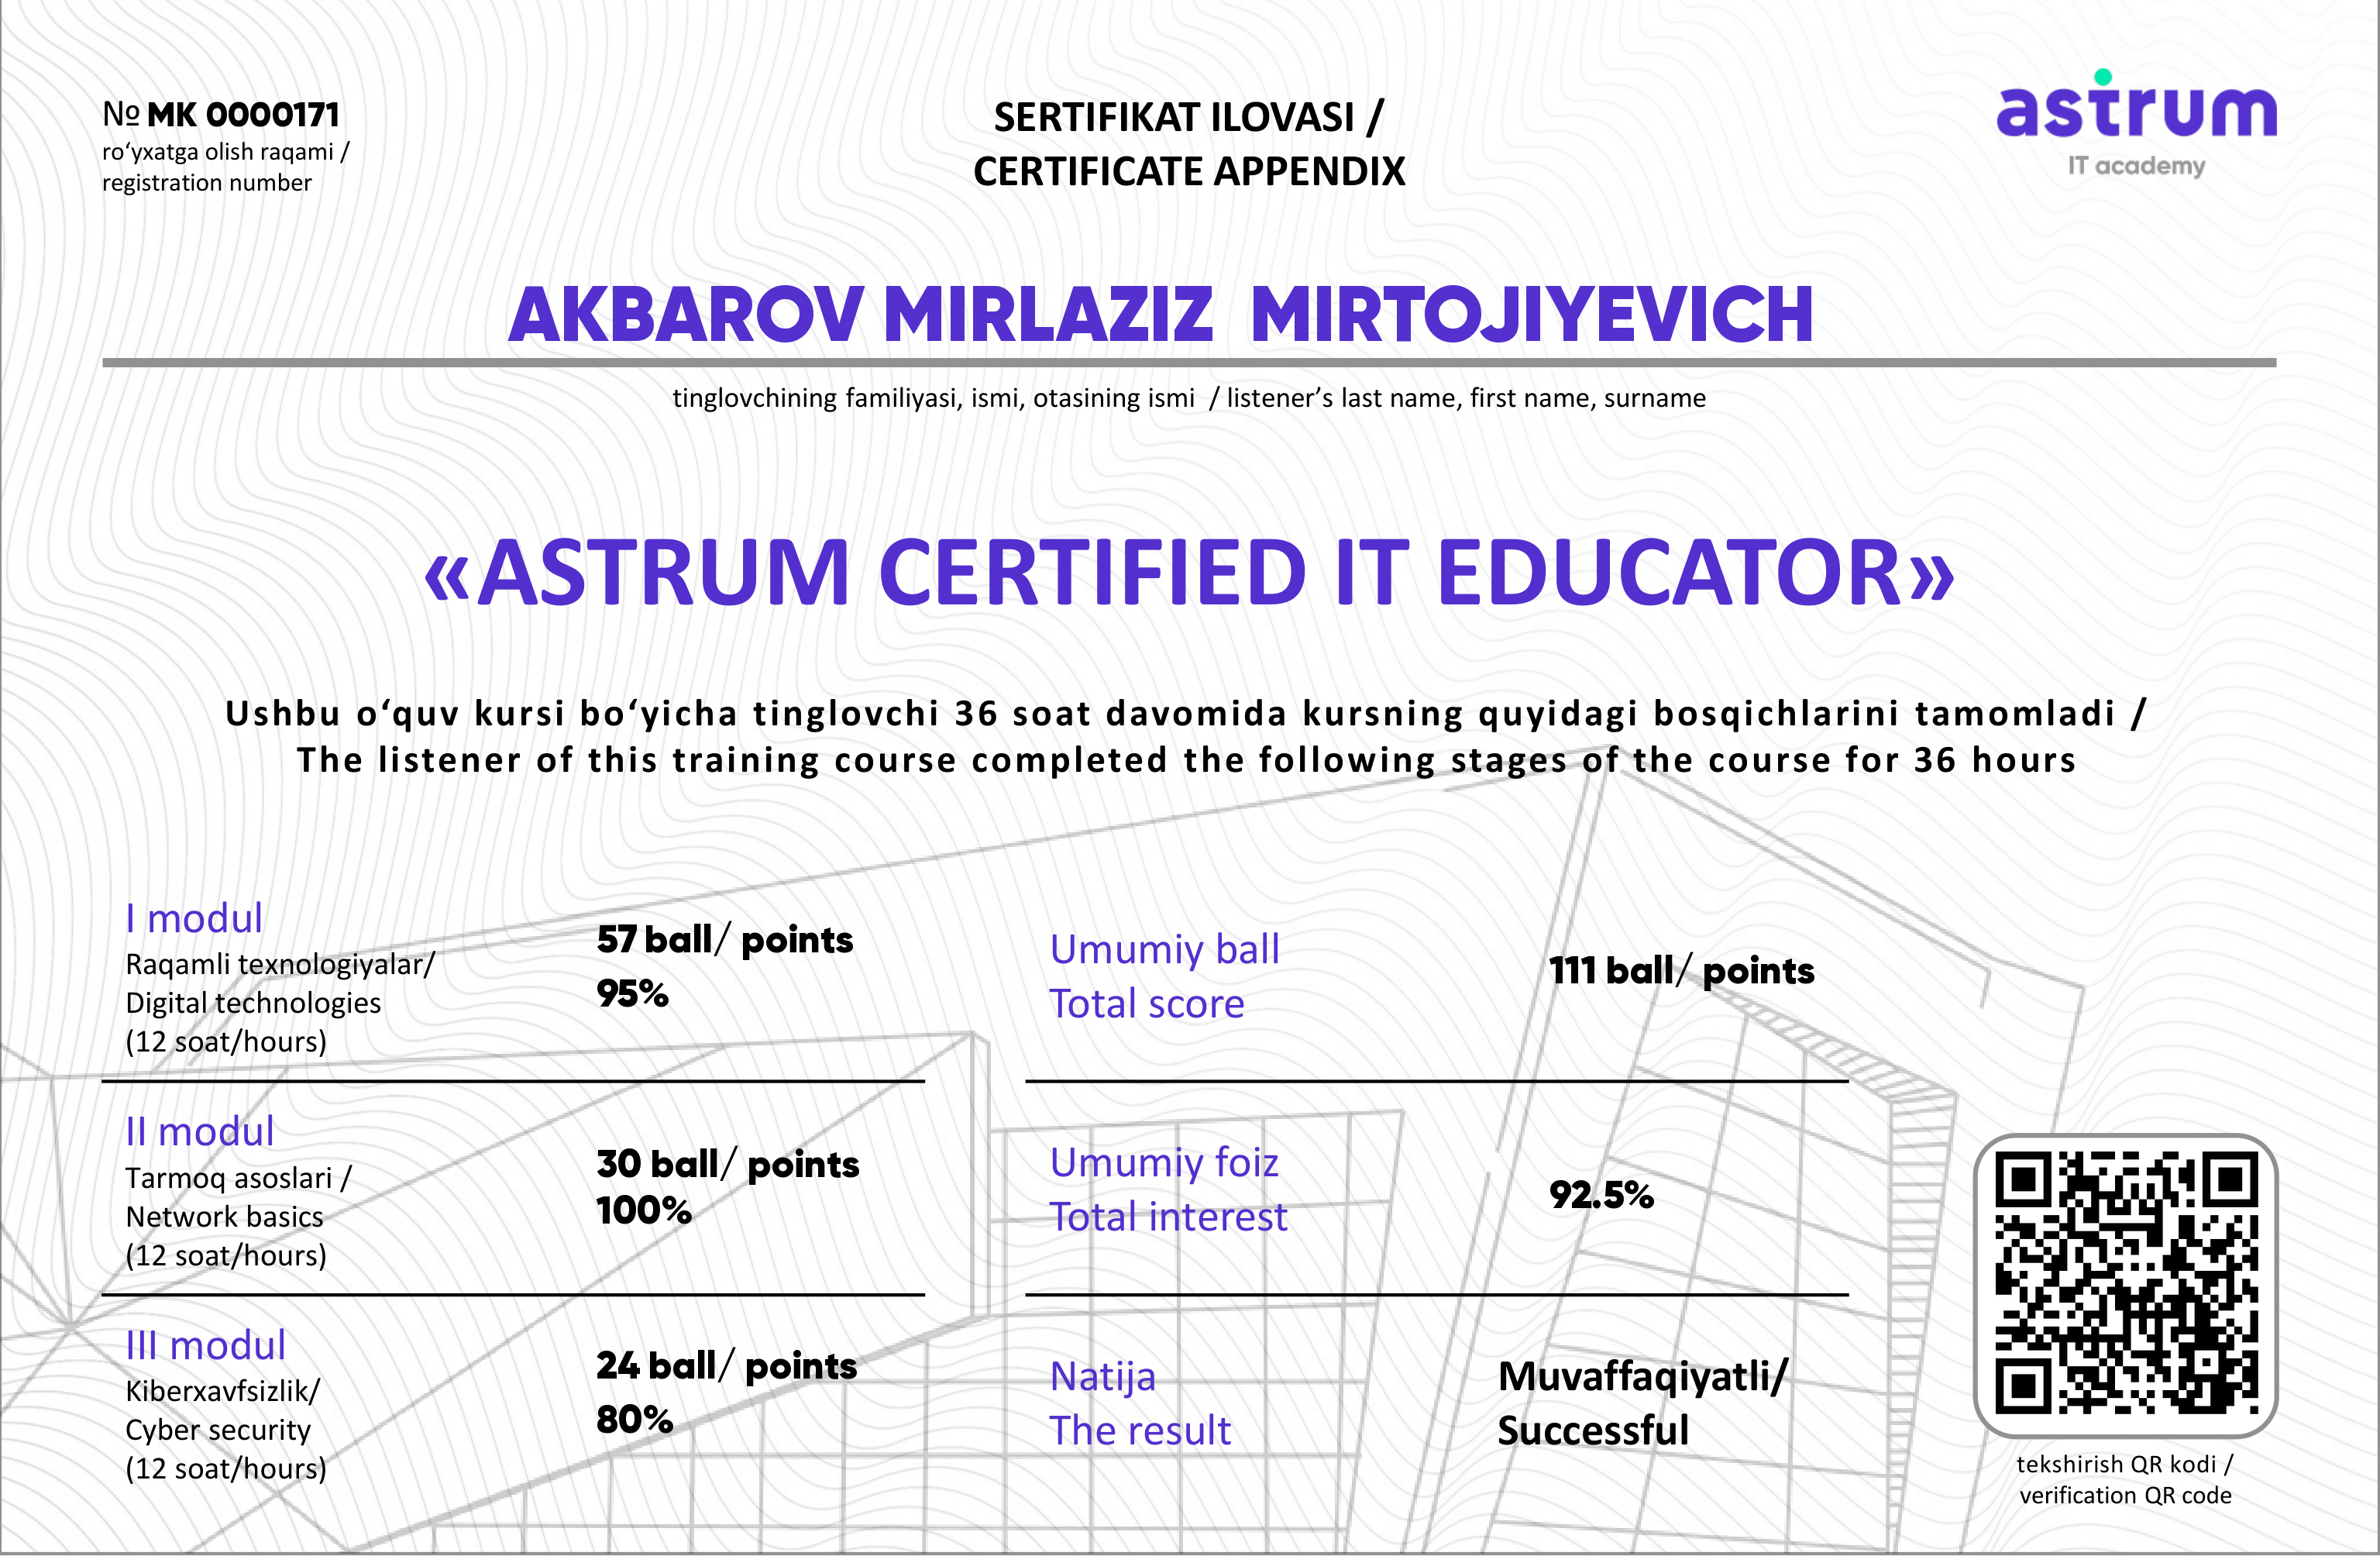 № MK 0000171
ro‘yxatga olish raqami /
registration number
SERTIFIKAT ILOVASI /
CERTIFICATE APPENDIX
astrum
IT academy
AKBAROV MIRLAZIZ MIRTOJIYEVICH
tinglovchining familiyasi, ismi, otasining ismi / listener’s last name, first name, surname
«ASTRUM CERTIFIED IT EDUCATOR»
Ushbu o‘quv kursi bo‘yicha tinglovchi 36 soat davomida kursning quyidagi bosqichlarini tamomladi /
The listener of this training course completed the following stages of the course for 36 hours
I modul
Raqamli texnologiyalar/
Digital technologies
(12 soat/hours)
57 ball/ points
95%
II modul
Tarmoq asoslari /
Network basics
(12 soat/hours)
30 ball/ points
100%
III modul
Kiberxavfsizlik/
Cyber security
(12 soat/hours)
24 ball/ points
80%
Umumiy ball
Total score
111 ball/ points
Umumiy foiz
Total interest
92.5%
Natija
The result
Muvaffaqiyatli/
Successful
tekshirish QR kodi /
verification QR code